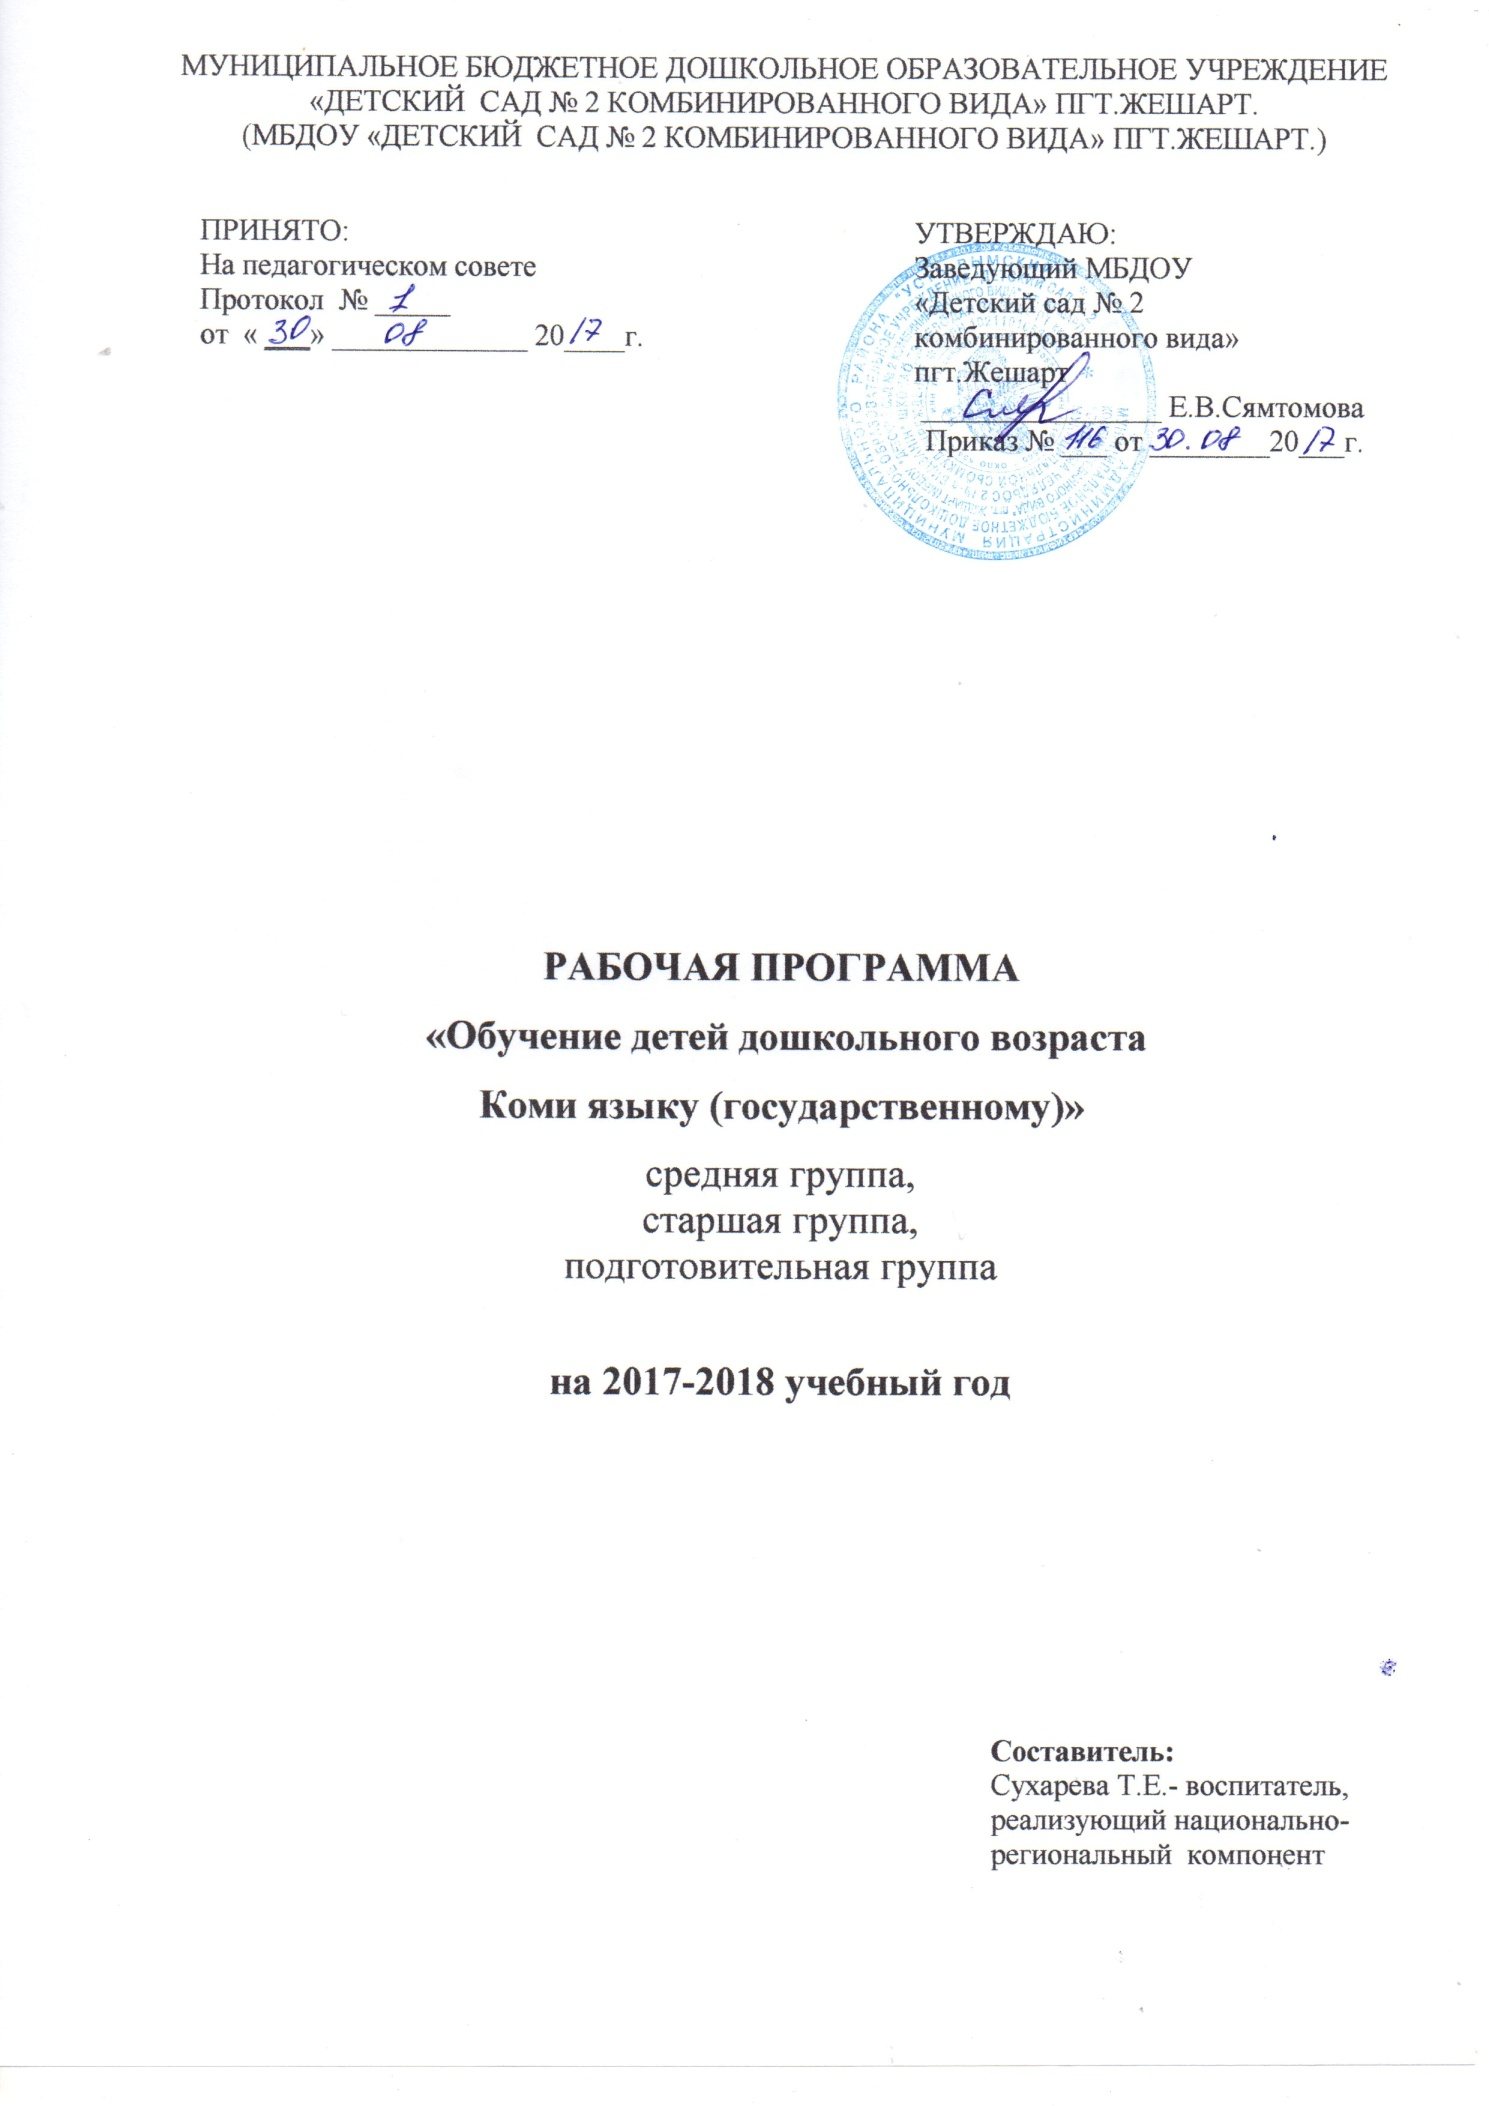 МУНИЦИПАЛЬНОЕ БЮДЖЕТНОЕ ДОШКОЛЬНОЕ ОБРАЗОВАТЕЛЬНОЕ УЧРЕЖДЕНИЕ
«ДЕТСКИЙ САД № 2 КОМБИНИРОВАННОГО ВИДА» ПГТ.ЖЕШАРТ.
(МБДОУ «ДЕТСКИЙ САД № 2 КОМБИНИРОВАННОГО ВИДА» ПГТ.ЖЕШАРТ.)
ПРИНЯТО:
На педагогическом совете
Протокол № 1
от « 30 » 08 2017г.
УТВЕРЖДАЮ:
Заведующий МБДОУ
«Детский сад № 2
комбинированного вида»
пгт.Жешарт
Е.В.Сямтомова
Приказ № 116 от 30.08 2017г.
РАБОЧАЯ ПРОГРАММА
«Обучение детей дошкольного возраста
Коми языку (государственному)»
средняя группа,
старшая группа,
подготовительная группа
на 2017-2018 учебный год
Составитель:
Сухарева Т.Е.- воспитатель,
реализующий национально-
региональный компонент